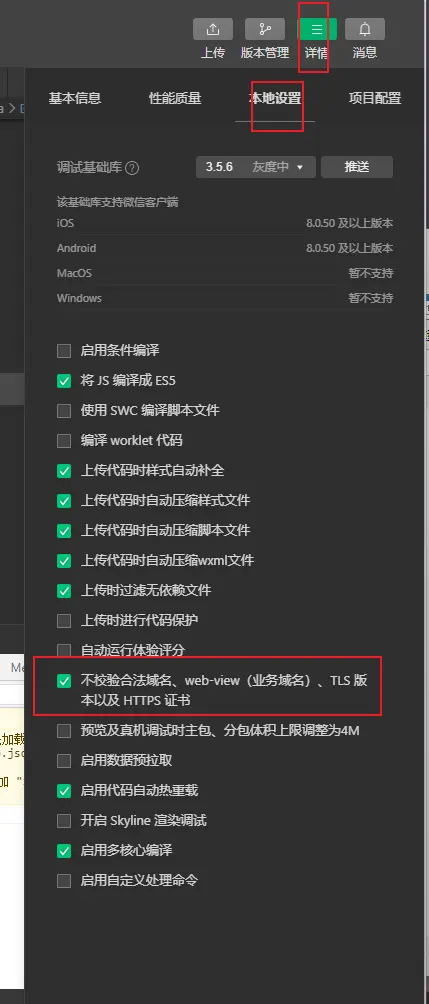 上传 版本管理 详情 消息
基本信息 性能质量 本地设置 项目配置
调试基础库 ? 3.5.6 灰度中 推送
该基础库支持微信客户端
iOS 8.0.50 及以上版本
Android 8.0.50 及以上版本
MacOS 暂不支持
Windows 暂不支持
启用条件编译
将 JS 编译成 ES5
使用 SWC 编译脚本文件
编译 worklet 代码
上传代码时样式自动补全
上传代码时自动压缩样式文件
上传代码时自动压缩脚本文件
上传代码时自动压缩wxml文件
上传时过滤无依赖文件
上传时进行代码保护
自动运行体验评分
不校验合法域名、web-view（业务域名）、TLS 版
本以及 HTTPS 证书
预览及真机调试时主包、分包体积上限调整为4M
启用数据预拉取
启用代码自动热重载
开启 Skyline 渲染调试
启用多核心编译
启用自定义处理命令
Me
加载
.jsc
加 "